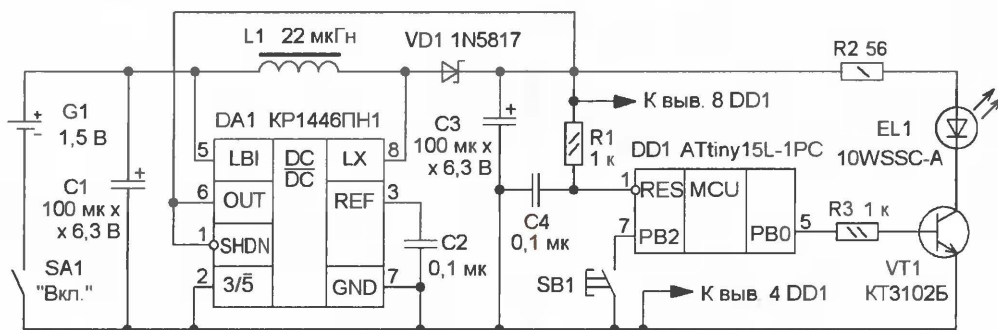 L1 22 мкГн
VD1 1N5817
R2 56
G1
1,5 В
DA1 КР1446ПН1
C3
100 мк х
х 6,3 В
К выв. 8 DD1
R1
1 к
DD1 ATtiny15L-1PC
EL1
10WSSC-A
5 LBI
DC
DC
LX 8
6 OUT
REF 3
1 SHDN
2 3/5̅
GND 7
C1
100 мк х
х 6,3 В
C2
0,1 мк
C4
0,1 мк
1 RES
MCU
7 PB2
PB0 5
R3 1 к
SA1
"Вкл."
SB1
К выв. 4 DD1
VT1
КТ3102Б